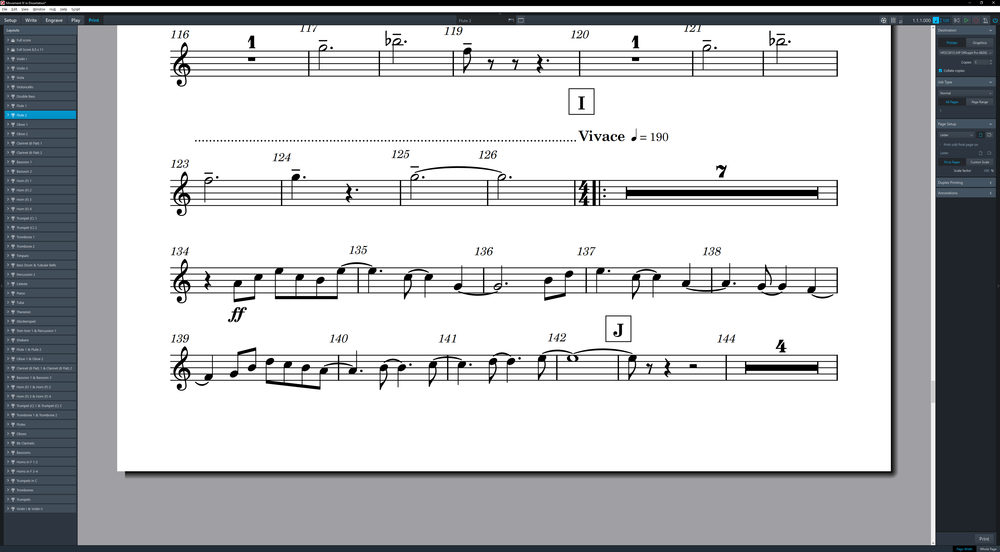 Movement IV in Dissertation*
File Edit View Window Hub Help Script
Setup Write Engrave Play Print
Flute 2
1.1.1.000
120
Layouts
Full score
Full Score 8.5 x 11
Violin I
Violin II
Viola
Violoncello
Double Bass
Flute 1
Flute 2
Oboe 1
Oboe 2
Clarinet (B Flat) 1
Clarinet (B Flat) 2
Bassoon 1
Bassoon 2
Horn (F) 1
Horn (F) 2
Horn (F) 3
Horn (F) 4
Trumpet (C) 1
Trumpet (C) 2
Trombone 1
Trombone 2
Timpani
Bass Drum & Tubular Bells
Percussion 2
Celeste
Piano
Tuba
Theremin
Glockenspiel
Tom-tom 1 & Percussion 1
Shekere
Flute 1 & Flute 2
Oboe 1 & Oboe 2
Clarinet (B Flat) 1 & Clarinet (B Flat) 2
Bassoon 1 & Bassoon 2
Horn (F) 1 & Horn (F) 2
Horn (F) 3 & Horn (F) 4
Trumpet (C) 1 & Trumpet (C) 2
Trombone 1 & Trombone 2
Flutes
Oboes
Bb Clarinets
Bassoons
Horns in F 1-2
Horns in F 3-4
Trumpets in C
Trombones
Trumpets
Violin I & Violin II
116 117 119 120 121
1 1
I
Vivace = 190
123 124 125 126
7
4
4
134 135 136 137 138
ff
J
139 140 141 142 144
4
Destination
Printer Graphics
HP2C3012 (HP Officejet Pro 6830)
Copies 1
Collate copies
Job Type
Normal
All Pages Page Range
1
Page Setup
Letter
Print odd final page on
Letter
Fit to Paper Custom Scale
Scale factor 100 %
Duplex Printing
Annotations
Print
Page Width Whole Page